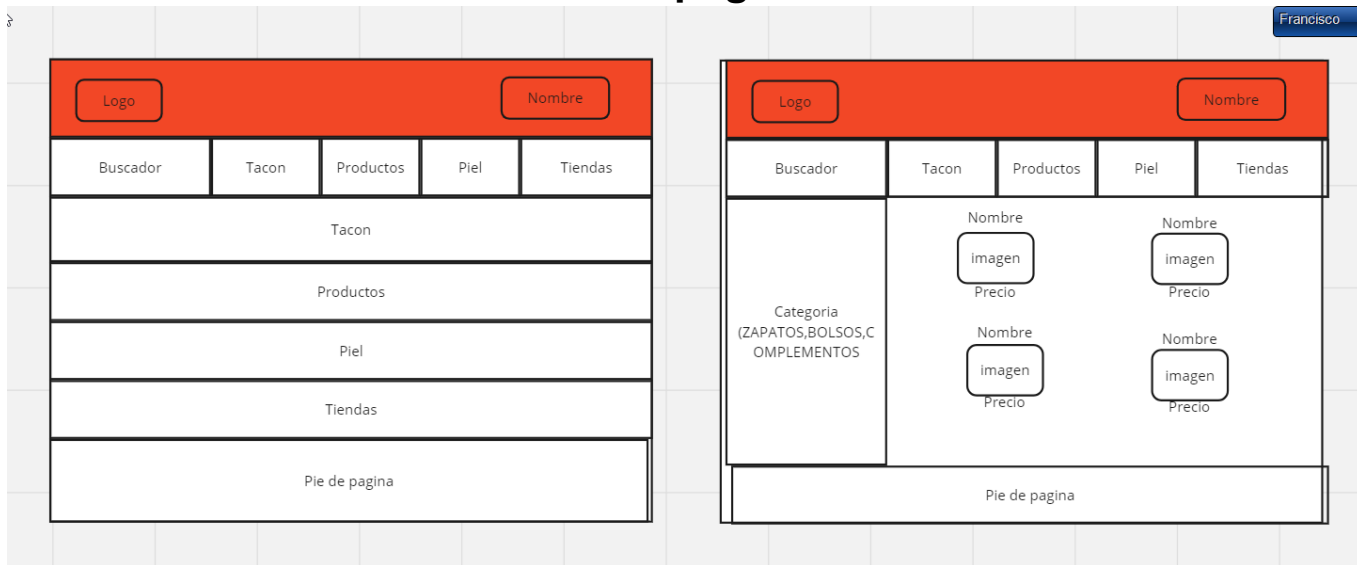 Francisco
Logo
Nombre
Buscador
Tacon
Productos
Piel
Tiendas
Tacon
Productos
Piel
Tiendas
Pie de pagina
Logo
Nombre
Buscador
Tacon
Productos
Piel
Tiendas
Categoria
(ZAPATOS,BOLSOS,C
OMPLEMENTOS
Nombre
imagen
Precio
Nombre
imagen
Precio
Nombre
imagen
Precio
Nombre
imagen
Precio
Pie de pagina